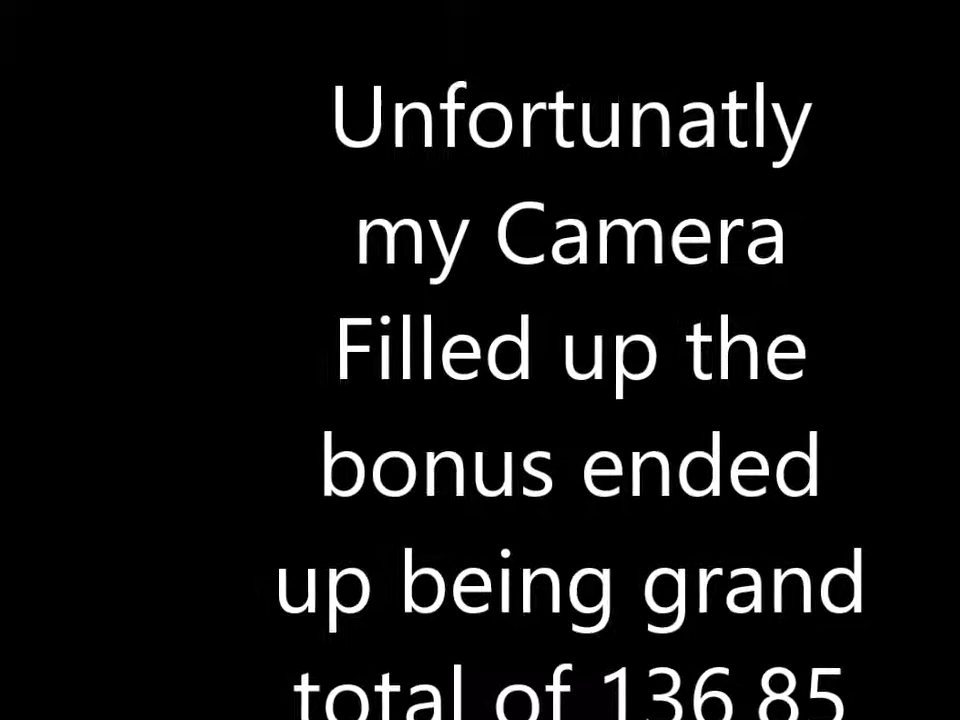 Unfortunatly
my Camera
Filled up the
bonus ended
up being grand
total of 136.85